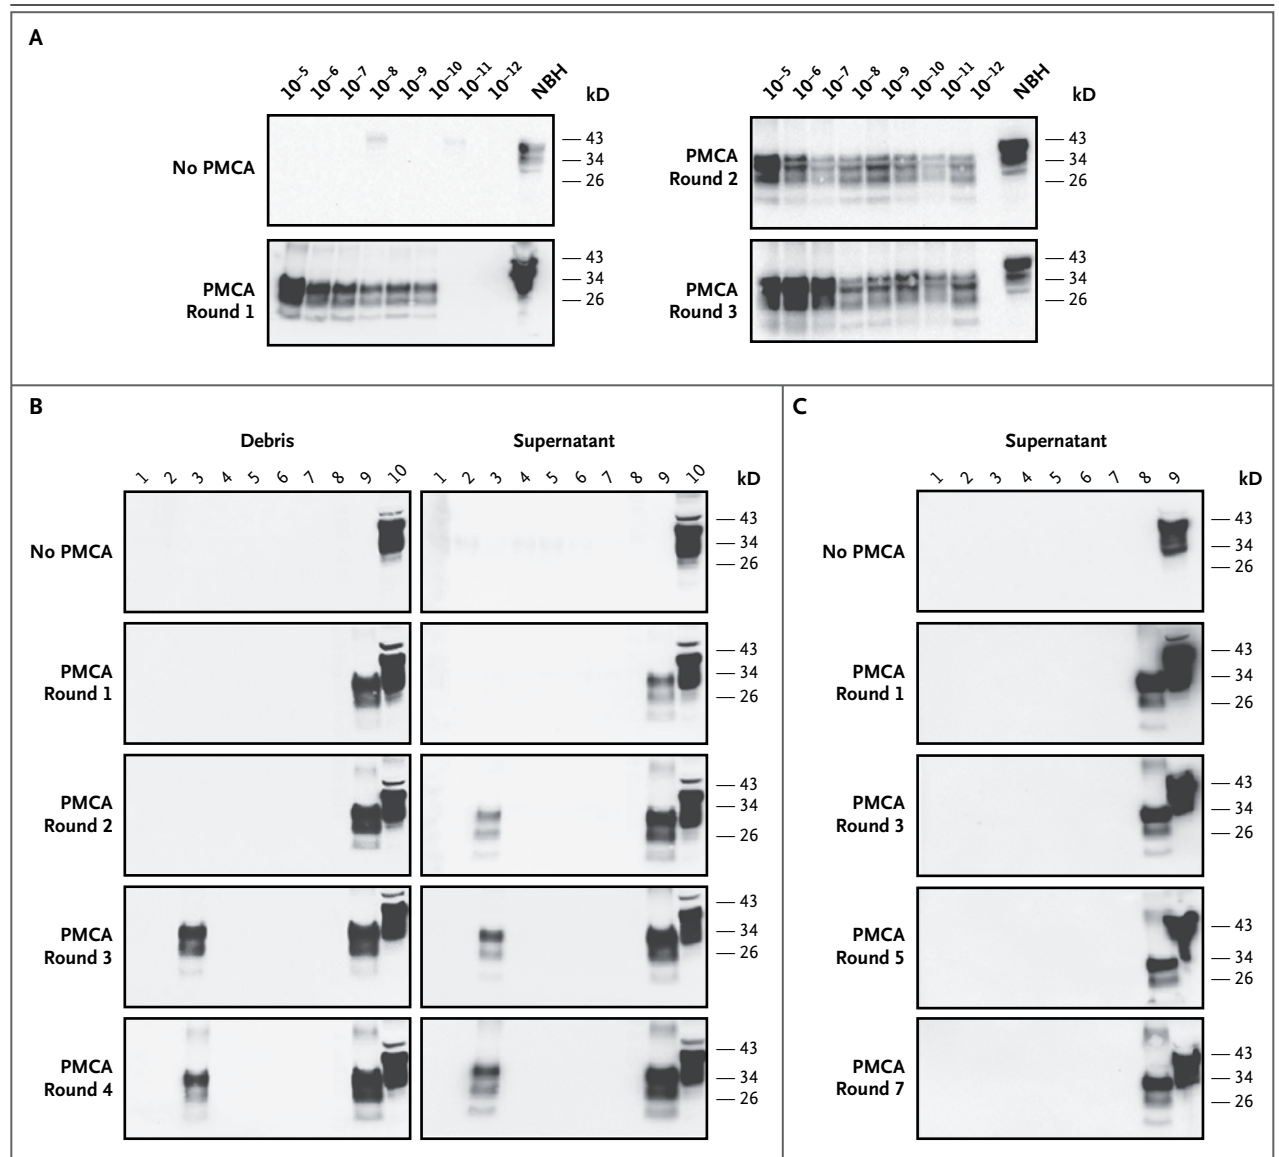 A
10⁻⁵ 10⁻⁶ 10⁻⁷ 10⁻⁸ 10⁻⁹ 10⁻¹⁰ 10⁻¹¹ 10⁻¹² NBH kD
No PMCA
43
34
26
PMCA
Round 1
43
34
26
10⁻⁵ 10⁻⁶ 10⁻⁷ 10⁻⁸ 10⁻⁹ 10⁻¹⁰ 10⁻¹¹ 10⁻¹² NBH kD
PMCA
Round 2
43
34
26
PMCA
Round 3
43
34
26
B
Debris Supernatant
1 2 3 4 5 6 7 8 9 10 1 2 3 4 5 6 7 8 9 10 kD
No PMCA
43
34
26
PMCA
Round 1
43
34
26
PMCA
Round 2
43
34
26
PMCA
Round 3
43
34
26
PMCA
Round 4
43
34
26
C
Supernatant
1 2 3 4 5 6 7 8 9 kD
No PMCA
43
34
26
PMCA
Round 1
43
34
26
PMCA
Round 3
43
34
26
PMCA
Round 5
43
34
26
PMCA
Round 7
43
34
26